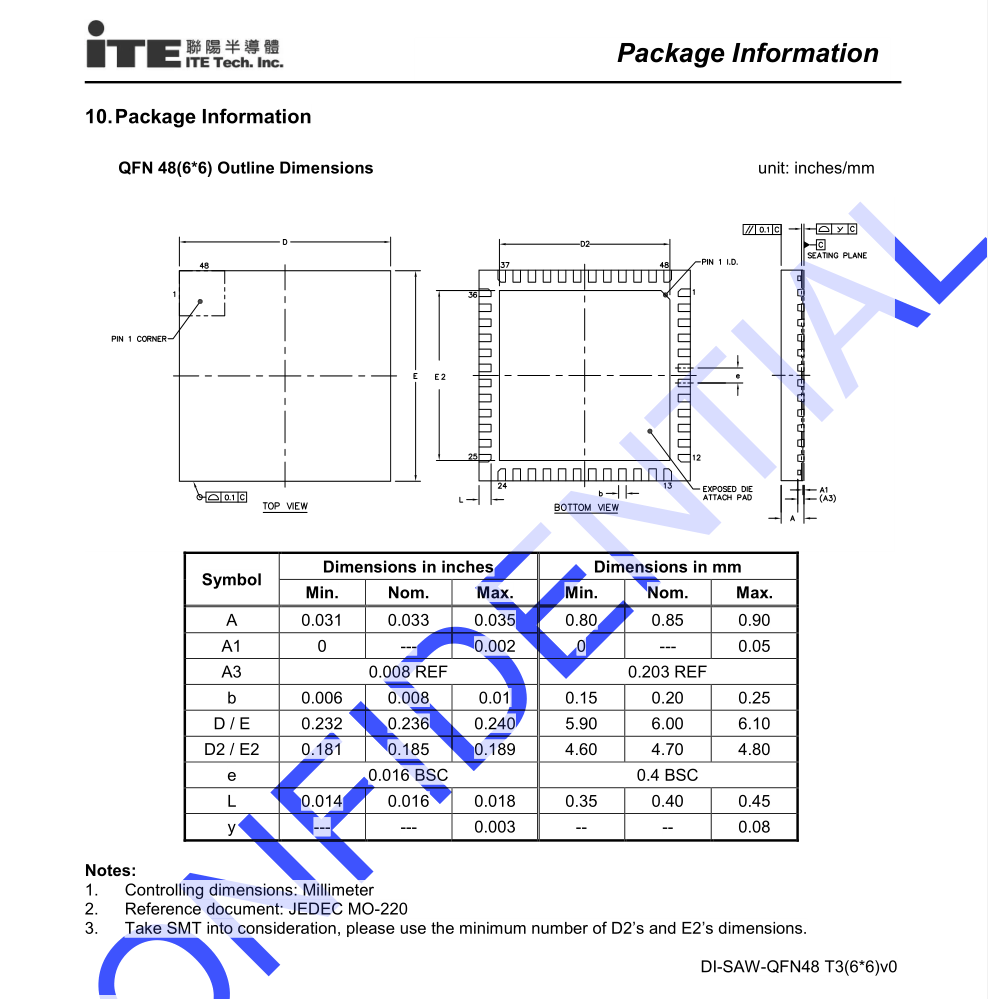 iTE 聯陽半導體
ITE Tech. Inc.
Package Information
10. Package Information
QFN 48(6*6) Outline Dimensions unit: inches/mm
// 0.1 C
⌓ y C
C
SEATING PLANE
D
48
1
PIN 1 CORNER
E
⌓ 0.1 C
TOP VIEW
D2
37 48
PIN 1 I.D.
36 1
E2
e
25 12
24 13
L
b
EXPOSED DIE
ATTACH PAD
BOTTOM VIEW
A1
(A3)
A
Symbol Dimensions in inches Dimensions in mm
Min. Nom. Max. Min. Nom. Max.
A 0.031 0.033 0.035 0.80 0.85 0.90
A1 0 --- 0.002 0 --- 0.05
A3 0.008 REF 0.203 REF
b 0.006 0.008 0.01 0.15 0.20 0.25
D / E 0.232 0.236 0.240 5.90 6.00 6.10
D2 / E2 0.181 0.185 0.189 4.60 4.70 4.80
e 0.016 BSC 0.4 BSC
L 0.014 0.016 0.018 0.35 0.40 0.45
y --- --- 0.003 -- -- 0.08
Notes:
1. Controlling dimensions: Millimeter
2. Reference document: JEDEC MO-220
3. Take SMT into consideration, please use the minimum number of D2's and E2's dimensions.
DI-SAW-QFN48 T3(6*6)v0
ONFIDENTIAL